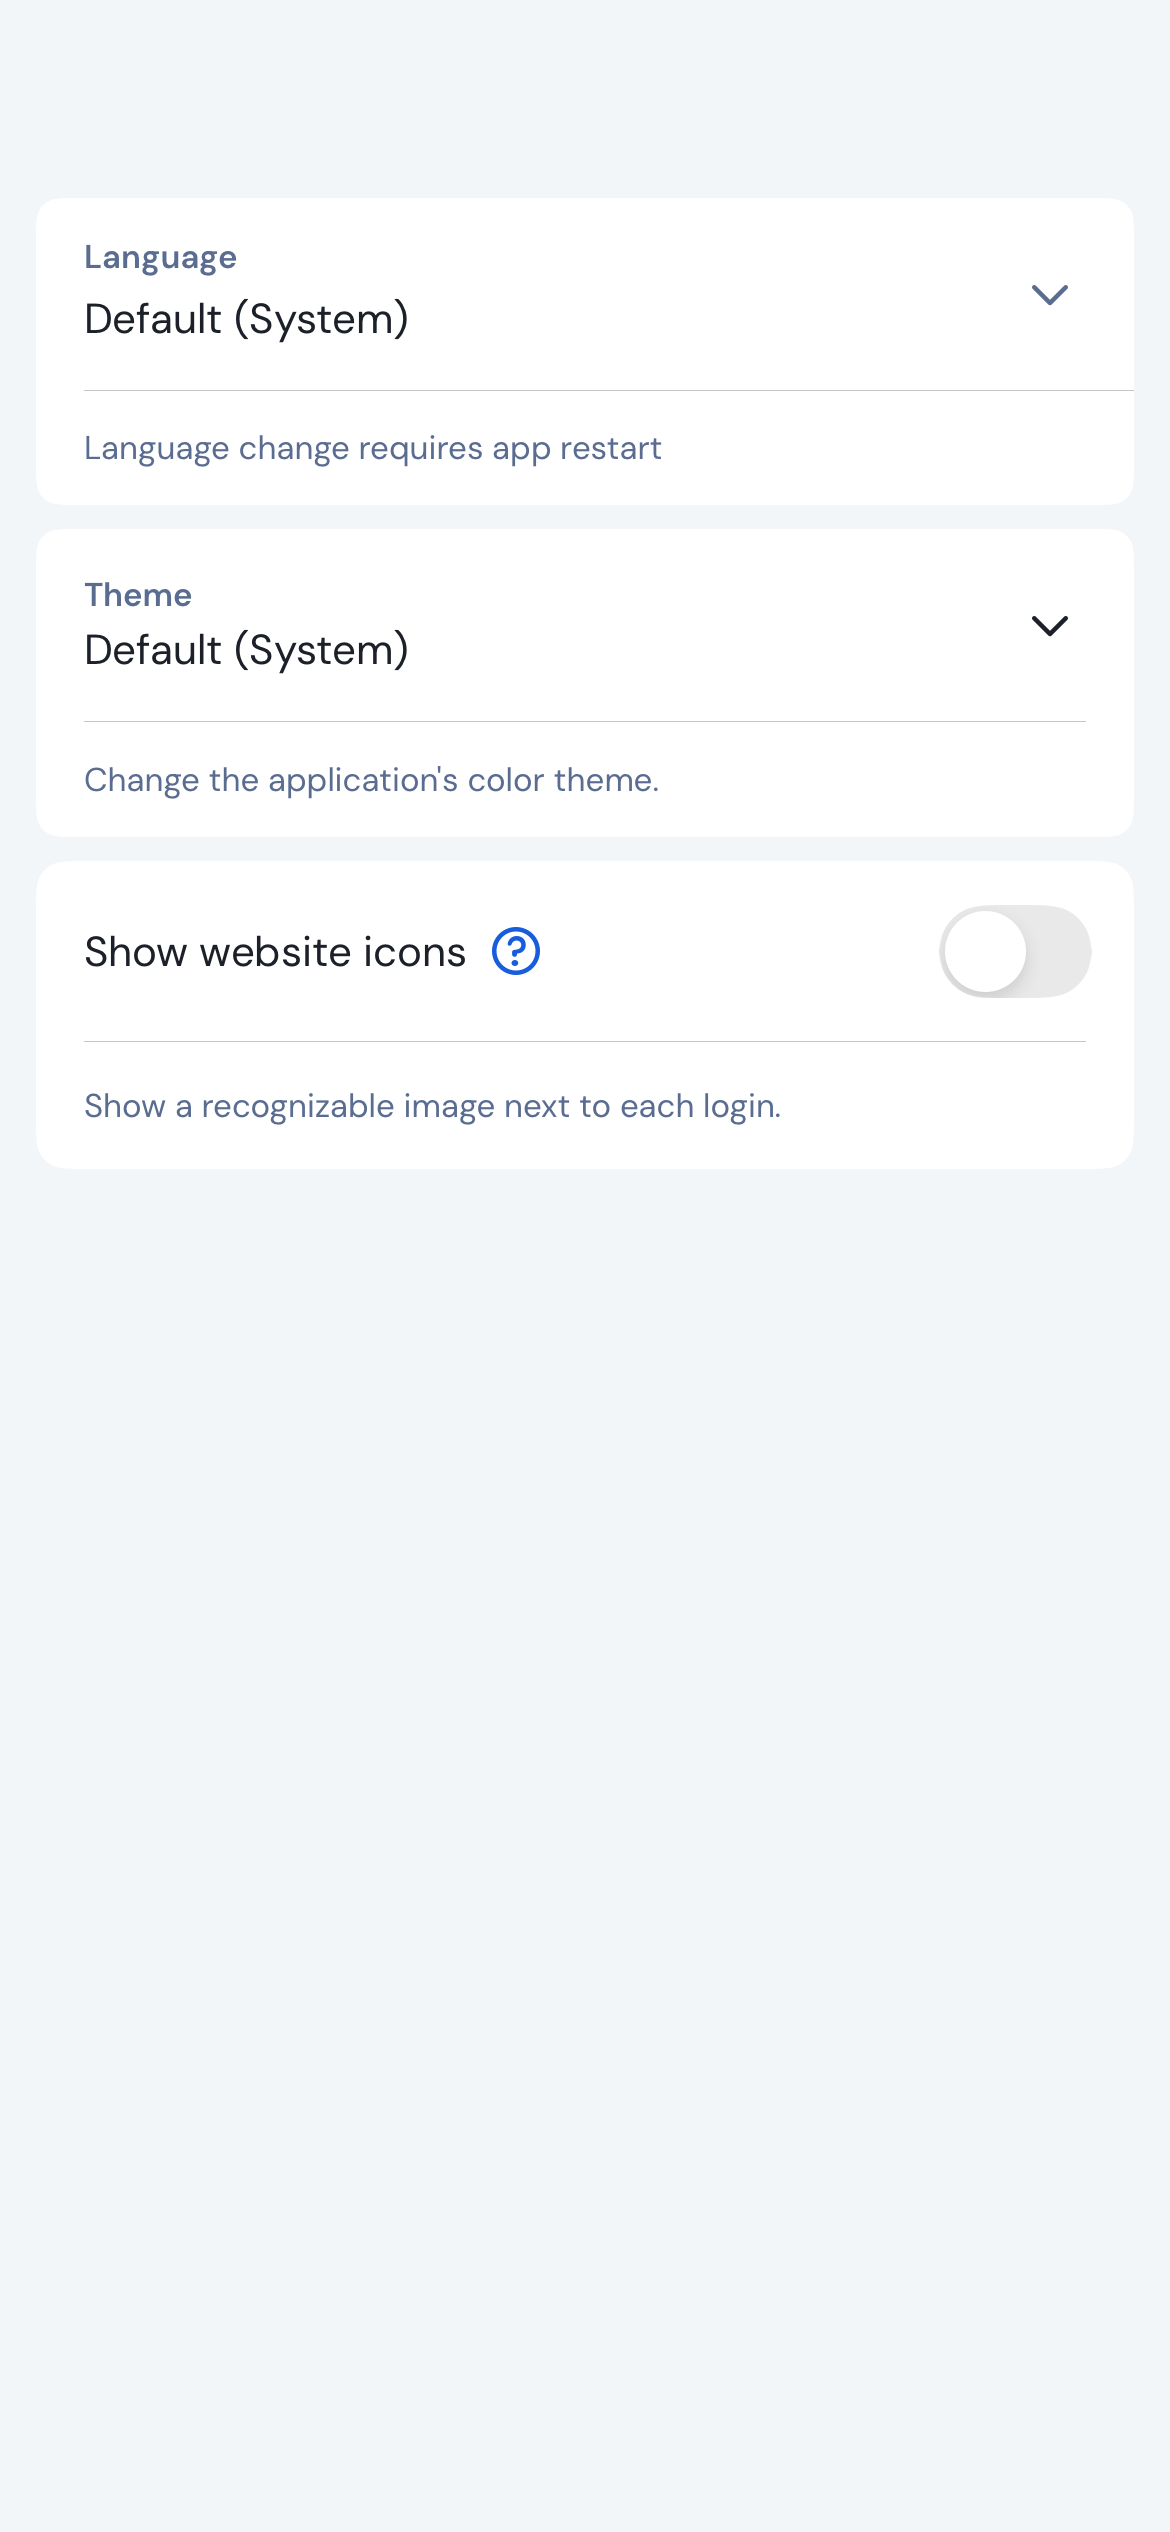 Language
Default (System)
Language change requires app restart
Theme
Default (System)
Change the application's color theme.
Show website icons
Show a recognizable image next to each login.